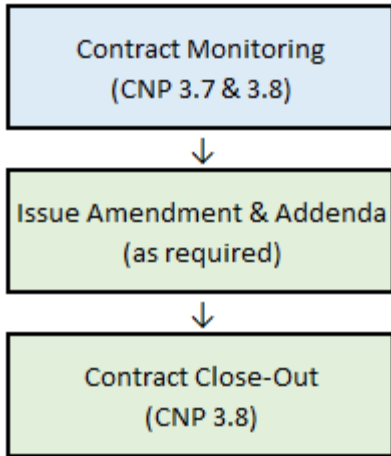 Contract Monitoring
(CNP 3.7 & 3.8)
↓
Issue Amendment & Addenda
(as required)
↓
Contract Close-Out
(CNP 3.8)